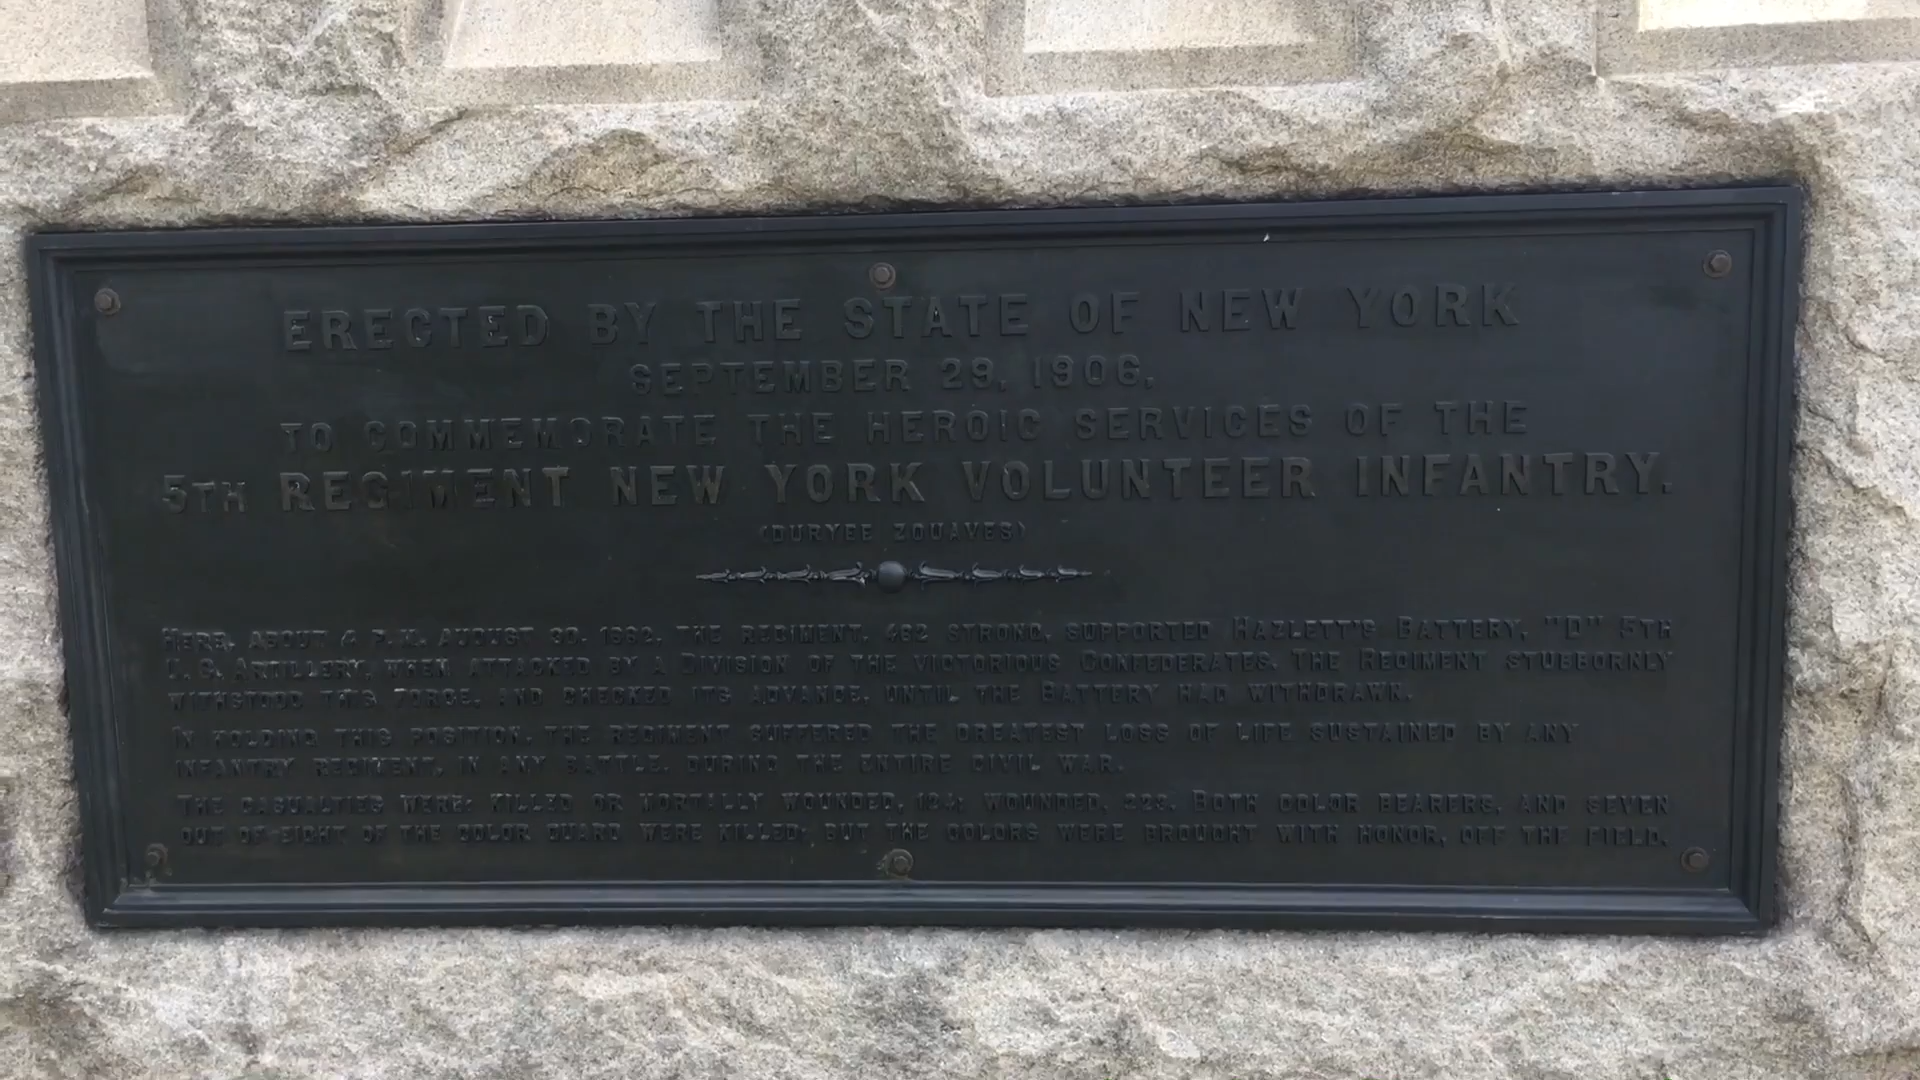 ERECTED BY THE STATE OF NEW YORK
SEPTEMBER 29, 1906,
TO COMMEMORATE THE HEROIC SERVICES OF THE
5TH REGIMENT NEW YORK VOLUNTEER INFANTRY.
(DURYEE ZOUAVES)
HERE, ABOUT 4 P.M. AUGUST 30, 1862, THE REGIMENT, 462 STRONG, SUPPORTED HAZLETT'S BATTERY, "D" 5TH
U.S. ARTILLERY, WHEN ATTACKED BY A DIVISION OF THE VICTORIOUS CONFEDERATES. THE REGIMENT STUBBORNLY
WITHSTOOD THIS FORCE, AND CHECKED ITS ADVANCE, UNTIL THE BATTERY HAD WITHDRAWN.
IN HOLDING THIS POSITION, THE REGIMENT SUFFERED THE GREATEST LOSS OF LIFE SUSTAINED BY ANY
INFANTRY REGIMENT, IN ANY BATTLE, DURING THE ENTIRE CIVIL WAR.
THE CASUALTIES WERE: KILLED OR MORTALLY WOUNDED, 124; WOUNDED, 223. BOTH COLOR BEARERS, AND SEVEN
OUT OF EIGHT OF THE COLOR GUARD WERE KILLED; BUT THE COLORS WERE BROUGHT WITH HONOR, OFF THE FIELD.